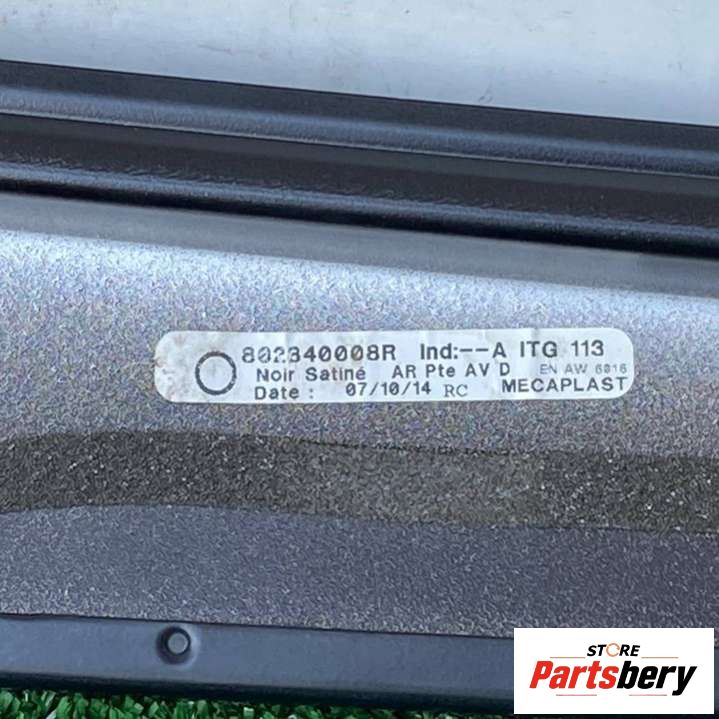 802340008R Ind:--A ITG 113
Noir Satiné AR Pte AV D EN AW 6016
Date : 07/10/14 RC MECAPLAST
STORE
Partsbery